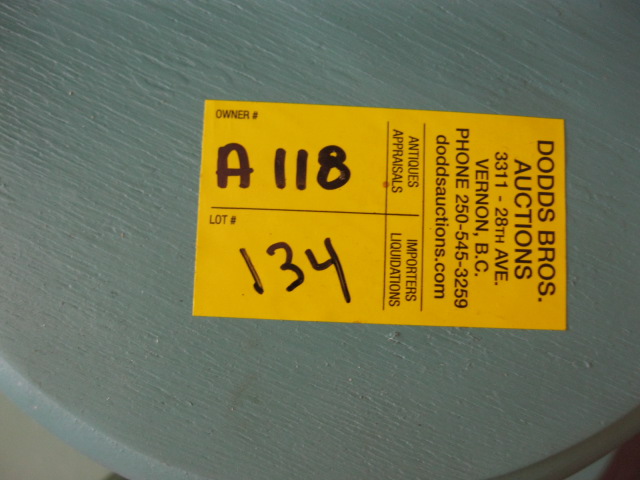 OWNER #
A 118
LOT #
134
ANTIQUES
APPRAISALS
IMPORTERS
LIQUIDATIONS
DODDS BROS.
AUCTIONS
3311 - 28TH AVE.
VERNON, B.C.
PHONE 250-545-3259
doddsauctions.com